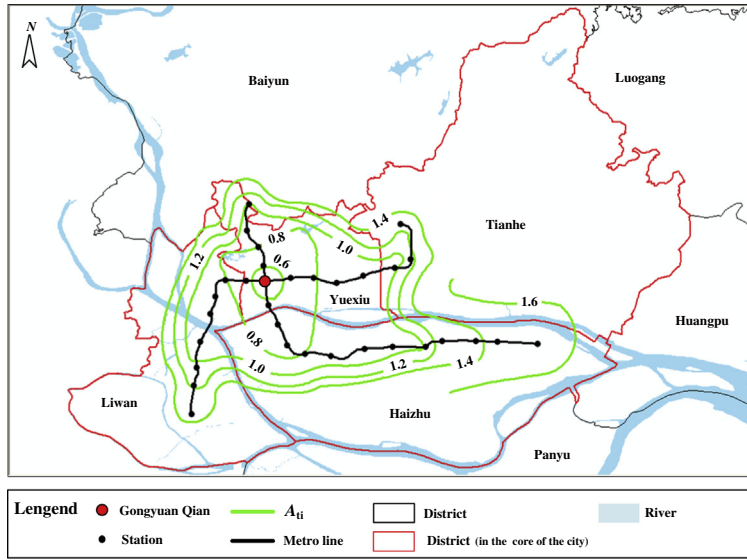 N
Baiyun
Luogang
Tianhe
1.4
0.8
1.0
1.2
0.6
Yuexiu
1.6
Huangpu
0.8
1.0
1.2
1.4
Liwan
Haizhu
Panyu
Lengend
Gongyuan Qian
A_ti
District
River
Station
Metro line
District (in the core of the city)